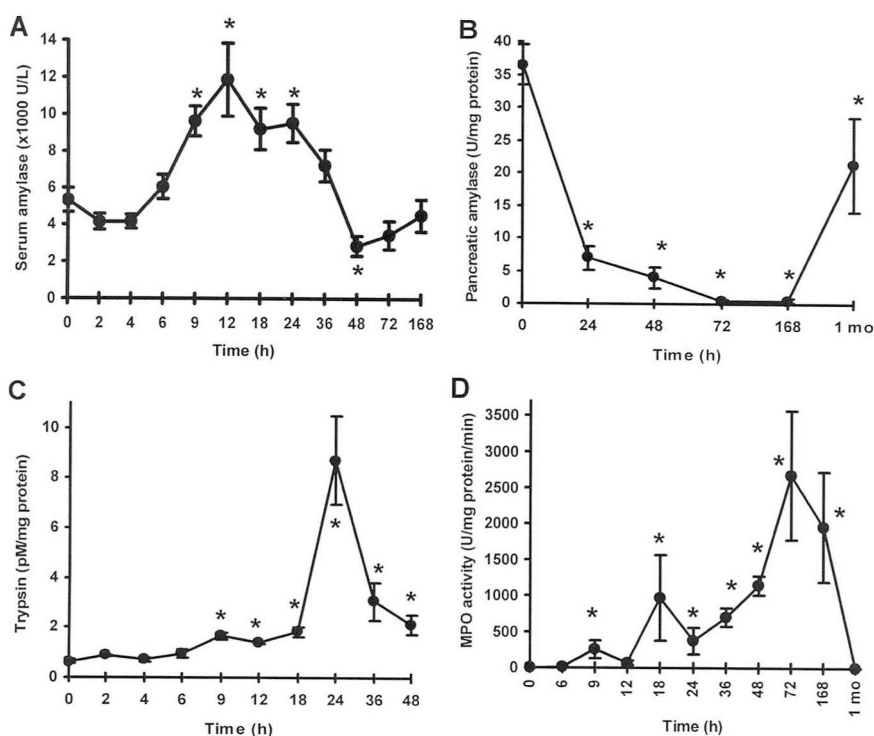 A
Serum amylase (x1000 U/L)
14
12
10
8
6
4
2
0
* * * * *
0 2 4 6 9 12 18 24 36 48 72 168
Time (h)
B
Pancreatic amylase (U/mg protein)
40
35
30
25
20
15
10
5
0
* * * * *
0 24 48 72 168 1 mo
Time (h)
C
Trypsin (pM/mg protein)
10
8
6
4
2
0
* * * * * *
0 2 4 6 9 12 18 24 36 48
Time (h)
D
MPO activity (U/mg protein/min)
3500
3000
2500
2000
1500
1000
500
0
* * * * * * *
0 6 9 12 18 24 36 48 72 168 1 mo
Time (h)